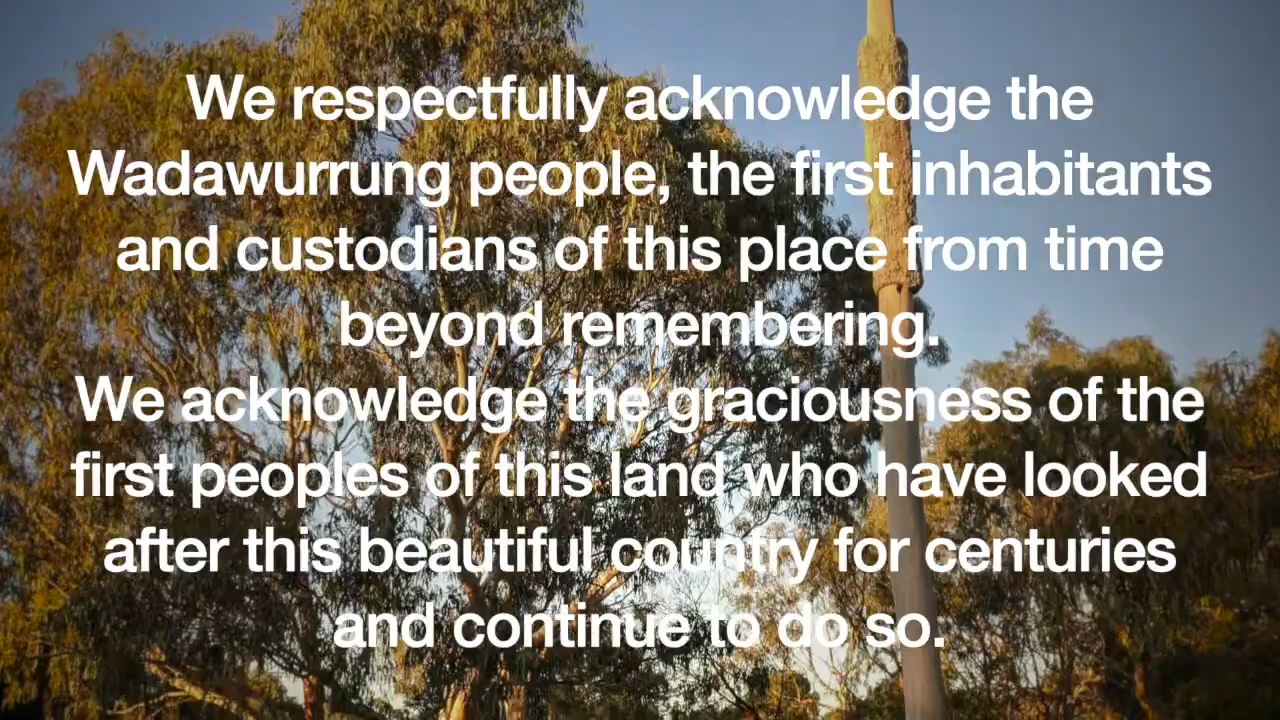 We respectfully acknowledge the
Wadawurrung people, the first inhabitants
and custodians of this place from time
beyond remembering.
We acknowledge the graciousness of the
first peoples of this land who have looked
after this beautiful country for centuries
and continue to do so.